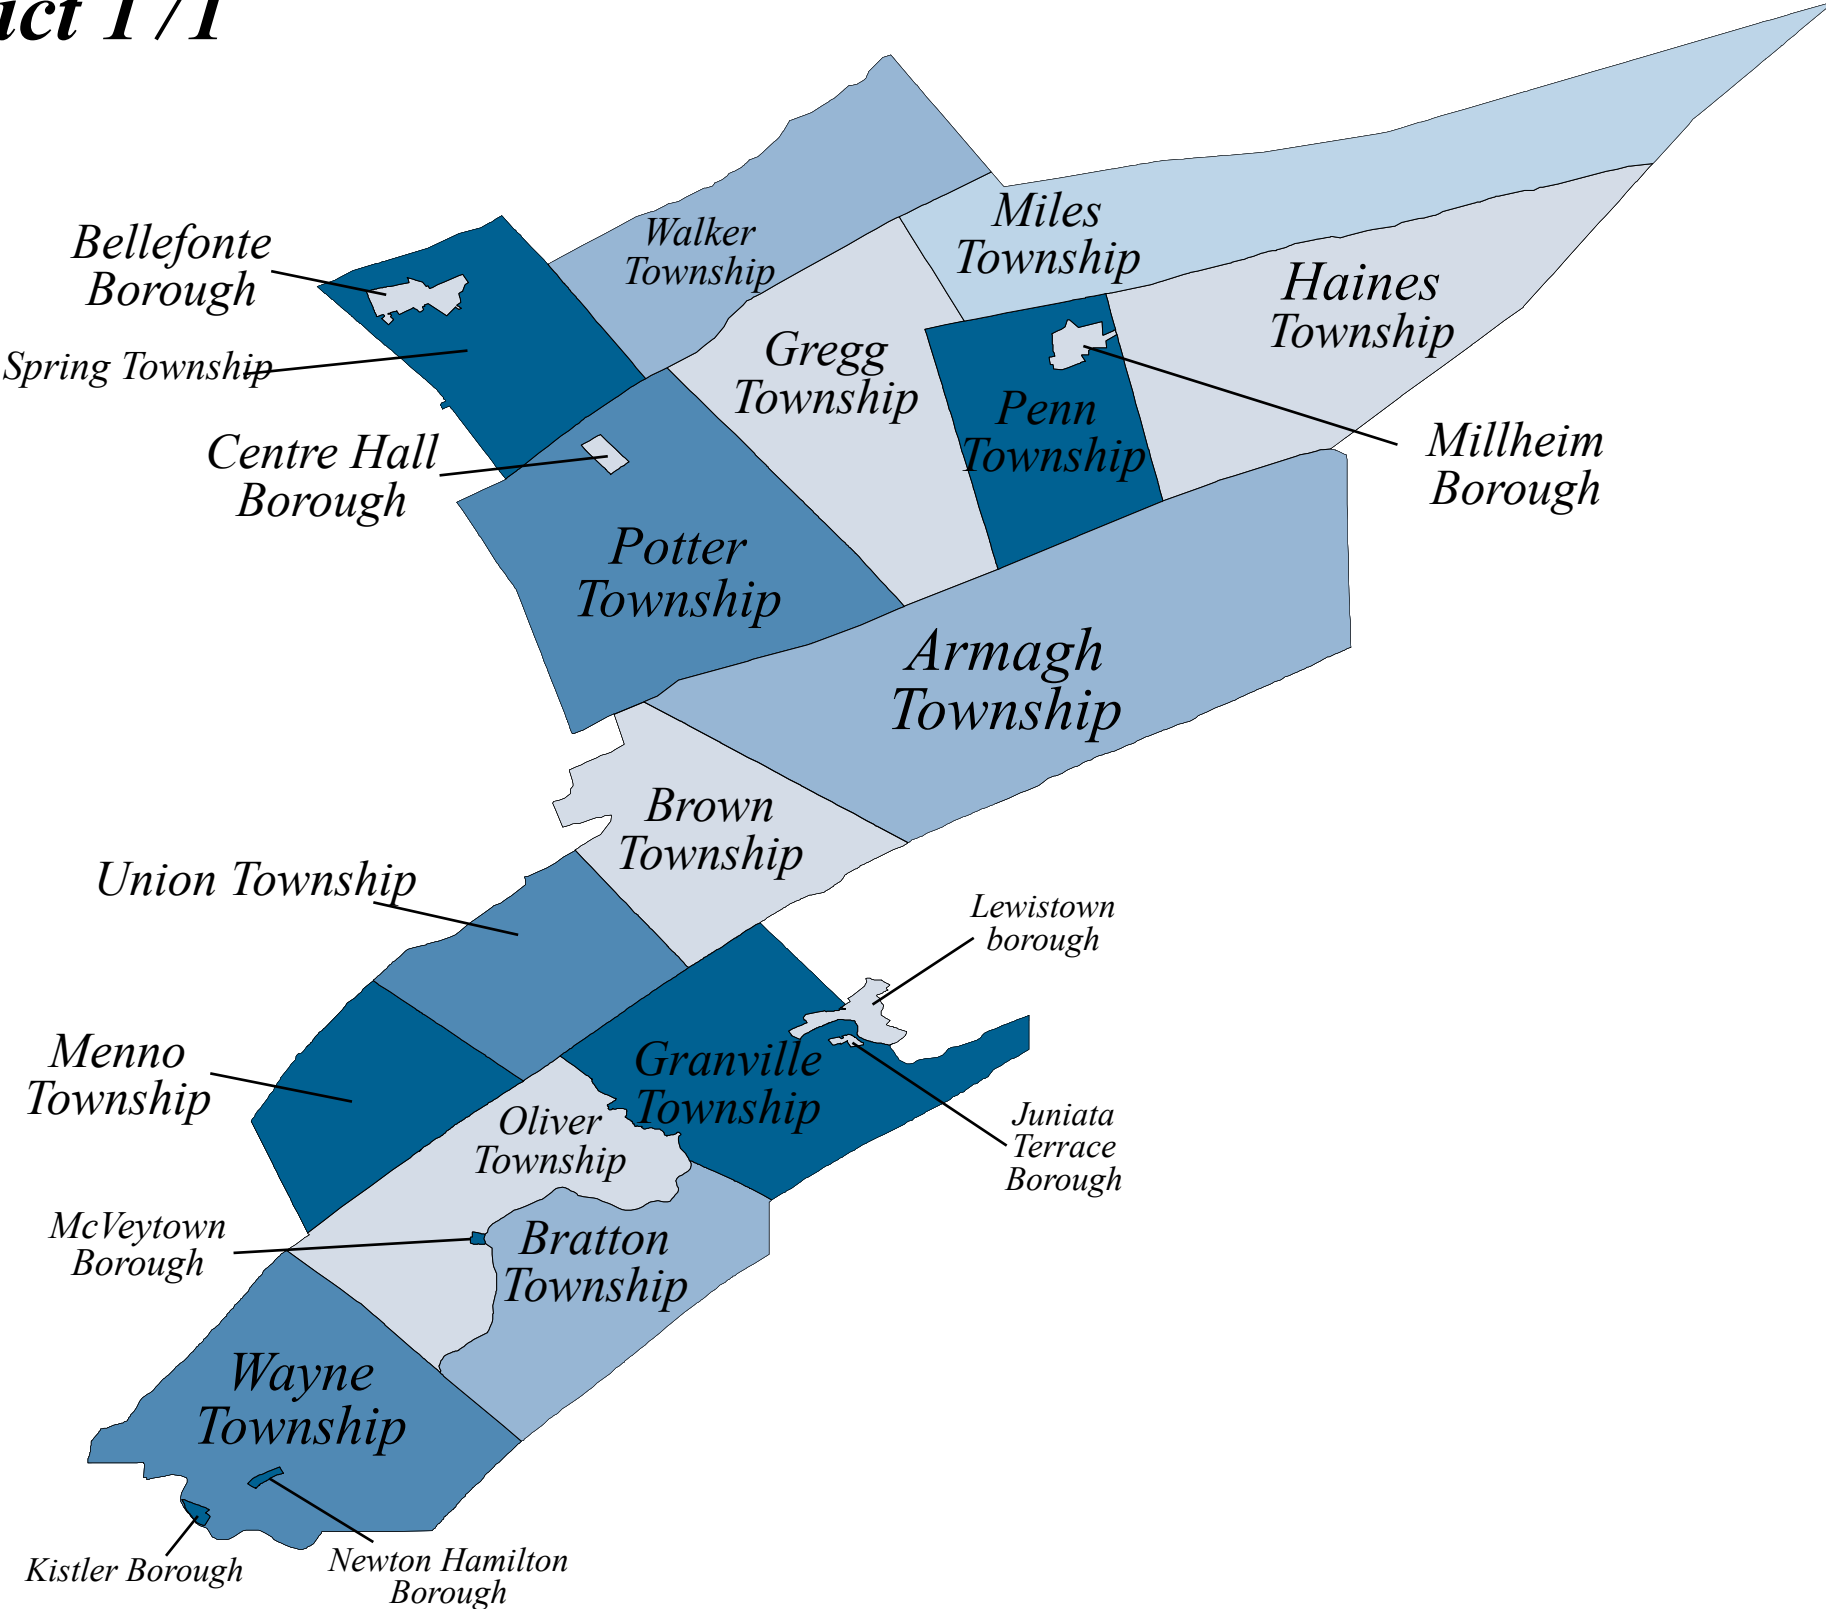 171
Bellefonte
Borough
Walker
Township
Miles
Township
Haines
Township
Spring Township
Gregg
Township
Penn
Township
Centre Hall
Borough
Millheim
Borough
Potter
Township
Armagh
Township
Brown
Township
Union Township
Lewistown
borough
Menno
Township
Granville
Township
Juniata
Terrace
Borough
Oliver
Township
McVeytown
Borough
Bratton
Township
Wayne
Township
Kistler Borough
Newton Hamilton
Borough